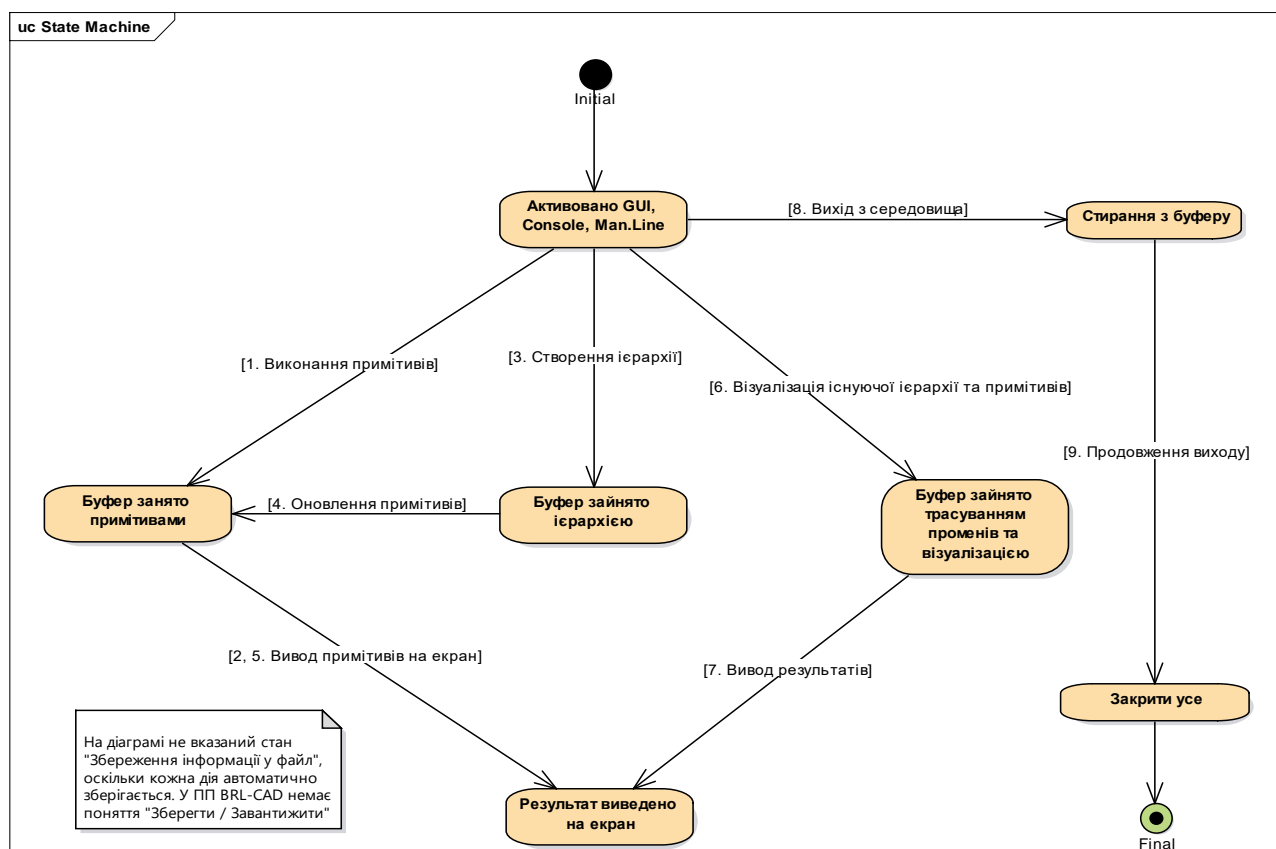 uc State Machine
Initial
Активовано GUI,
Console, Man.Line
[8. Вихід з середовища]
Стирання з буферу
[1. Виконання примітивів]
[3. Створення ієрархії]
[6. Візуалізація існуючої ієрархії та примітивів]
[9. Продовження виходу]
Буфер занято
примітивами
[4. Оновлення примітивів]
Буфер зайнято
ієрархією
Буфер зайнято
трасуванням
променів та
візуалізацією
[2, 5. Вивод примітивів на екран]
[7. Вивод результатів]
Закрити усе
На діаграмі не вказаний стан
"Збереження інформації у файл",
оскільки кожна дія автоматично
зберігається. У ПП BRL-CAD немає
поняття "Зберегти / Завантижити"
Результат виведено
на екран
Final